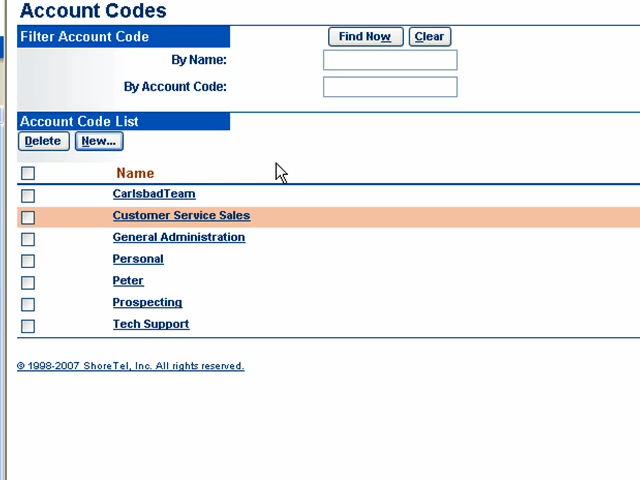 Account Codes
Filter Account Code
Find Now Clear
By Name:
By Account Code:
Account Code List
Delete New...
Name
CarlsbadTeam
Customer Service Sales
General Administration
Personal
Peter
Prospecting
Tech Support
© 1998-2007 ShoreTel, Inc. All rights reserved.